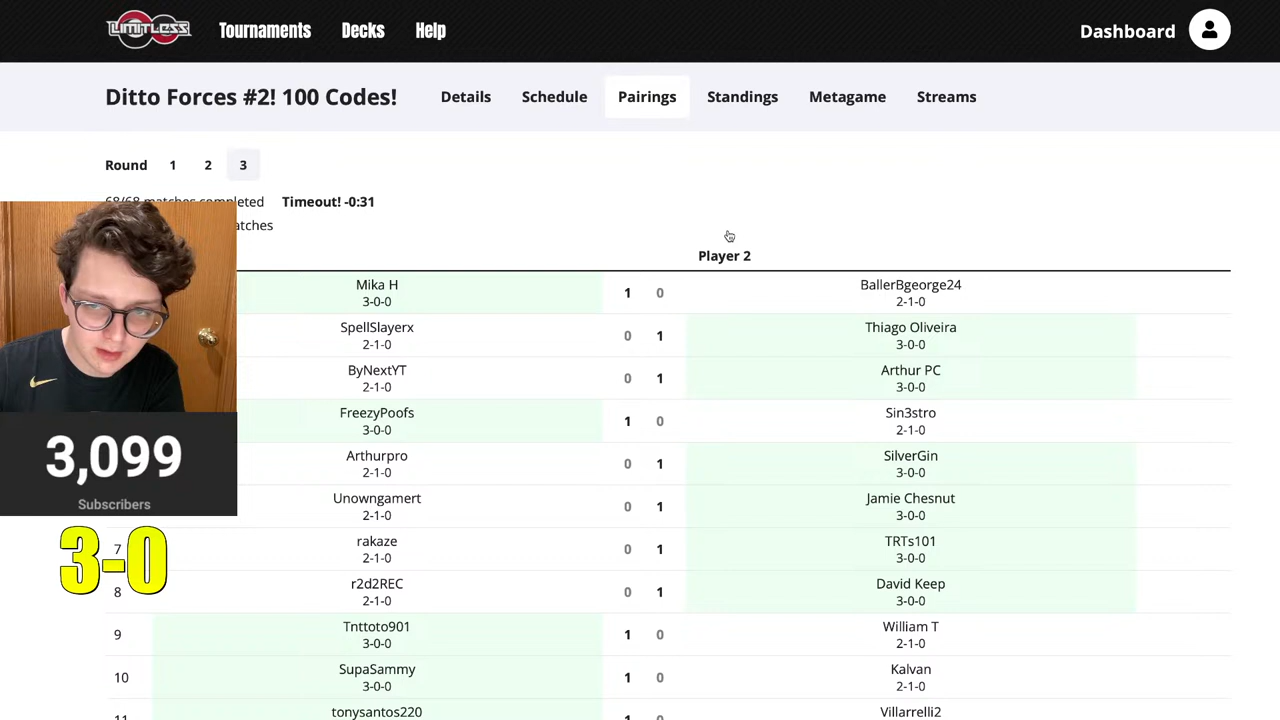 LIMITLESS Tournaments Decks Help Dashboard
Ditto Forces #2! 100 Codes! Details Schedule Pairings Standings Metagame Streams
Round 1 2 3
68/68 matches completed Timeout! -0:31
atches
Player 2
Mika H 1 0 BallerBgeorge24
3-0-0 2-1-0
SpellSlayerx 0 1 Thiago Oliveira
2-1-0 3-0-0
ByNextYT 0 1 Arthur PC
2-1-0 3-0-0
FreezyPoofs 1 0 Sin3stro
3-0-0 2-1-0
Arthurpro 0 1 SilverGin
2-1-0 3-0-0
Unowngamert 0 1 Jamie Chesnut
2-1-0 3-0-0
7 rakaze 0 1 TRTs101
2-1-0 3-0-0
8 r2d2REC 0 1 David Keep
2-1-0 3-0-0
9 Tnttoto901 1 0 William T
3-0-0 2-1-0
10 SupaSammy 1 0 Kalvan
3-0-0 2-1-0
11 tonysantos220 1 0 Villarrelli2
3,099
Subscribers
3-0